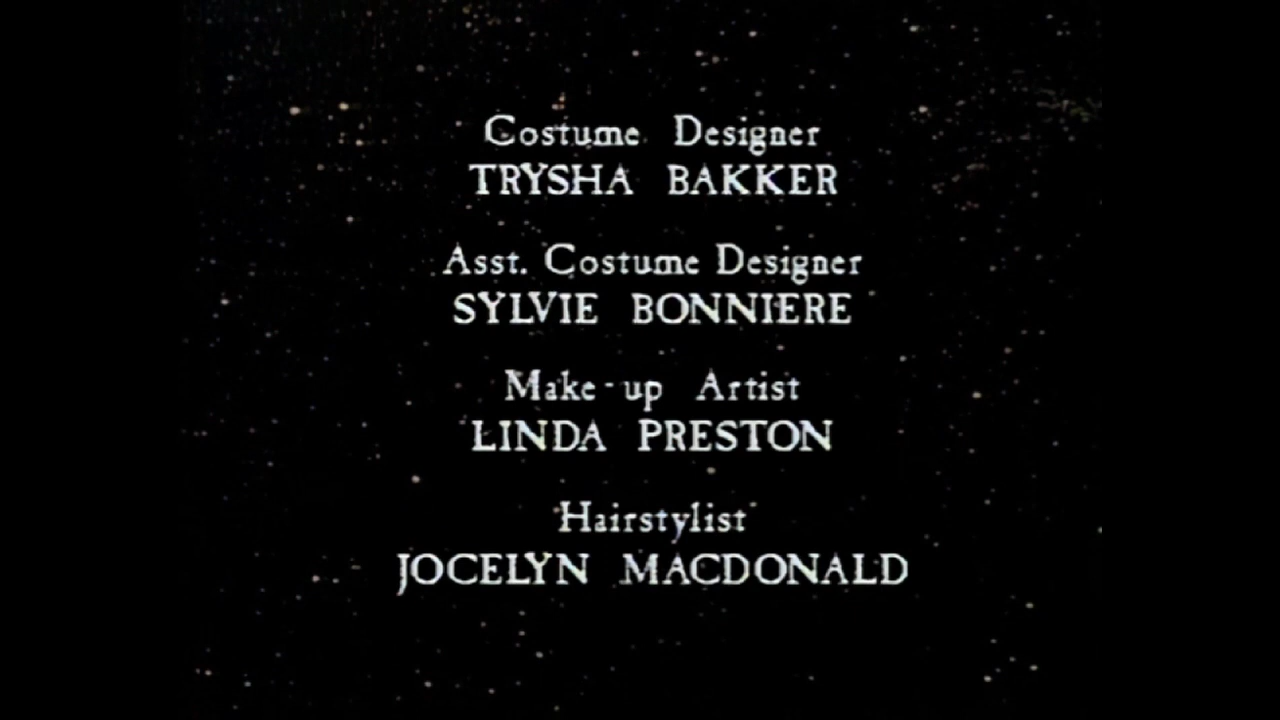 Costume Designer
TRYSHA BAKKER
Asst. Costume Designer
SYLVIE BONNIERE
Make-up Artist
LINDA PRESTON
Hairstylist
JOCELYN MACDONALD